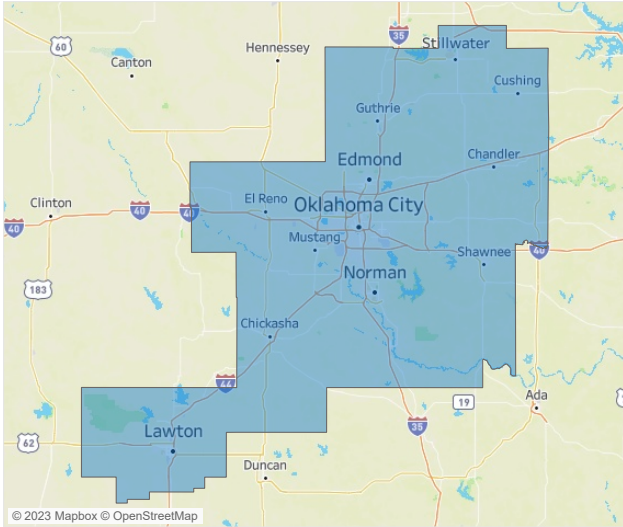 35
Stillwater
60
Hennessey
Canton
Cushing
Guthrie
Edmond
Chandler
Clinton
El Reno
Oklahoma City
40
40
40
Mustang
Shawnee
40
183
Norman
Chickasha
44
19
Ada
35
62
Lawton
Duncan
© 2023 Mapbox © OpenStreetMap